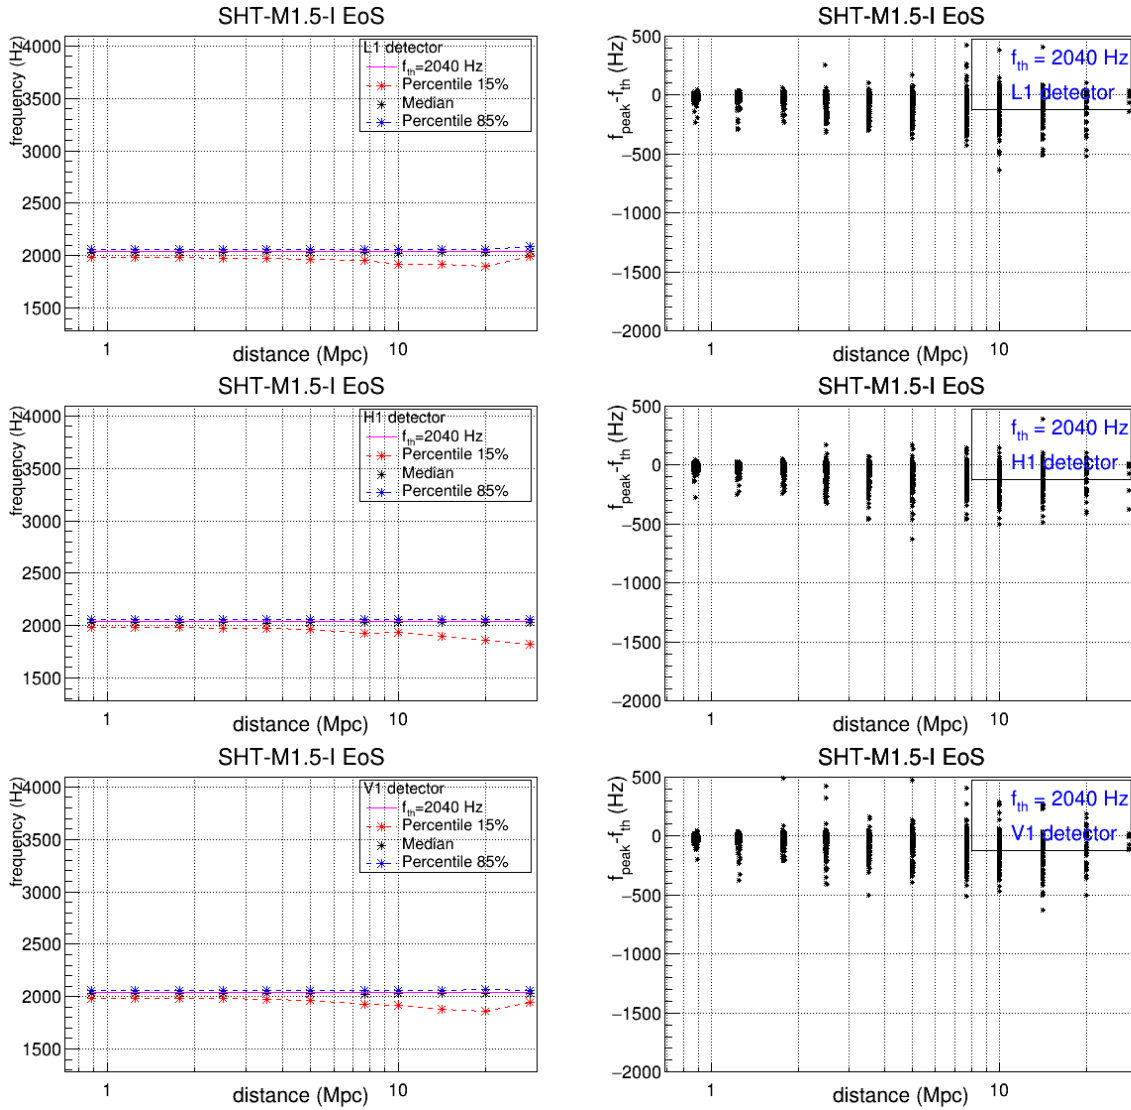 SHT-M1.5-I EoS
frequency (Hz)
4000
3500
3000
2500
2000
1500
L1 detector
f_th=2040 Hz
Percentile 15%
Median
Percentile 85%
1
10
distance (Mpc)
SHT-M1.5-I EoS
f_peak-f_th (Hz)
500
0
−500
−1000
−1500
−2000
f_th = 2040 Hz
L1 detector
1
10
distance (Mpc)
SHT-M1.5-I EoS
frequency (Hz)
4000
3500
3000
2500
2000
1500
H1 detector
f_th=2040 Hz
Percentile 15%
Median
Percentile 85%
1
10
distance (Mpc)
SHT-M1.5-I EoS
f_peak-f_th (Hz)
500
0
−500
−1000
−1500
−2000
f_th = 2040 Hz
H1 detector
1
10
distance (Mpc)
SHT-M1.5-I EoS
frequency (Hz)
4000
3500
3000
2500
2000
1500
V1 detector
f_th=2040 Hz
Percentile 15%
Median
Percentile 85%
1
10
distance (Mpc)
SHT-M1.5-I EoS
f_peak-f_th (Hz)
500
0
−500
−1000
−1500
−2000
f_th = 2040 Hz
V1 detector
1
10
distance (Mpc)